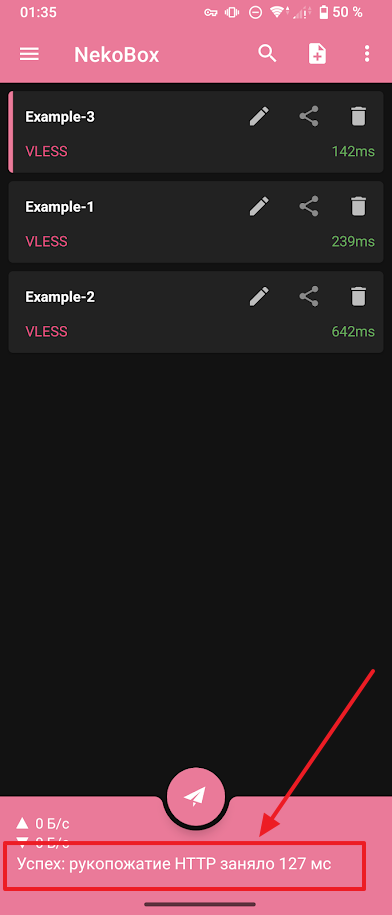 01:35
50 %
NekoBox
Example-3
VLESS
142ms
Example-1
VLESS
239ms
Example-2
VLESS
642ms
0 Б/с
0 Б/с
Успех: рукопожатие HTTP заняло 127 мс